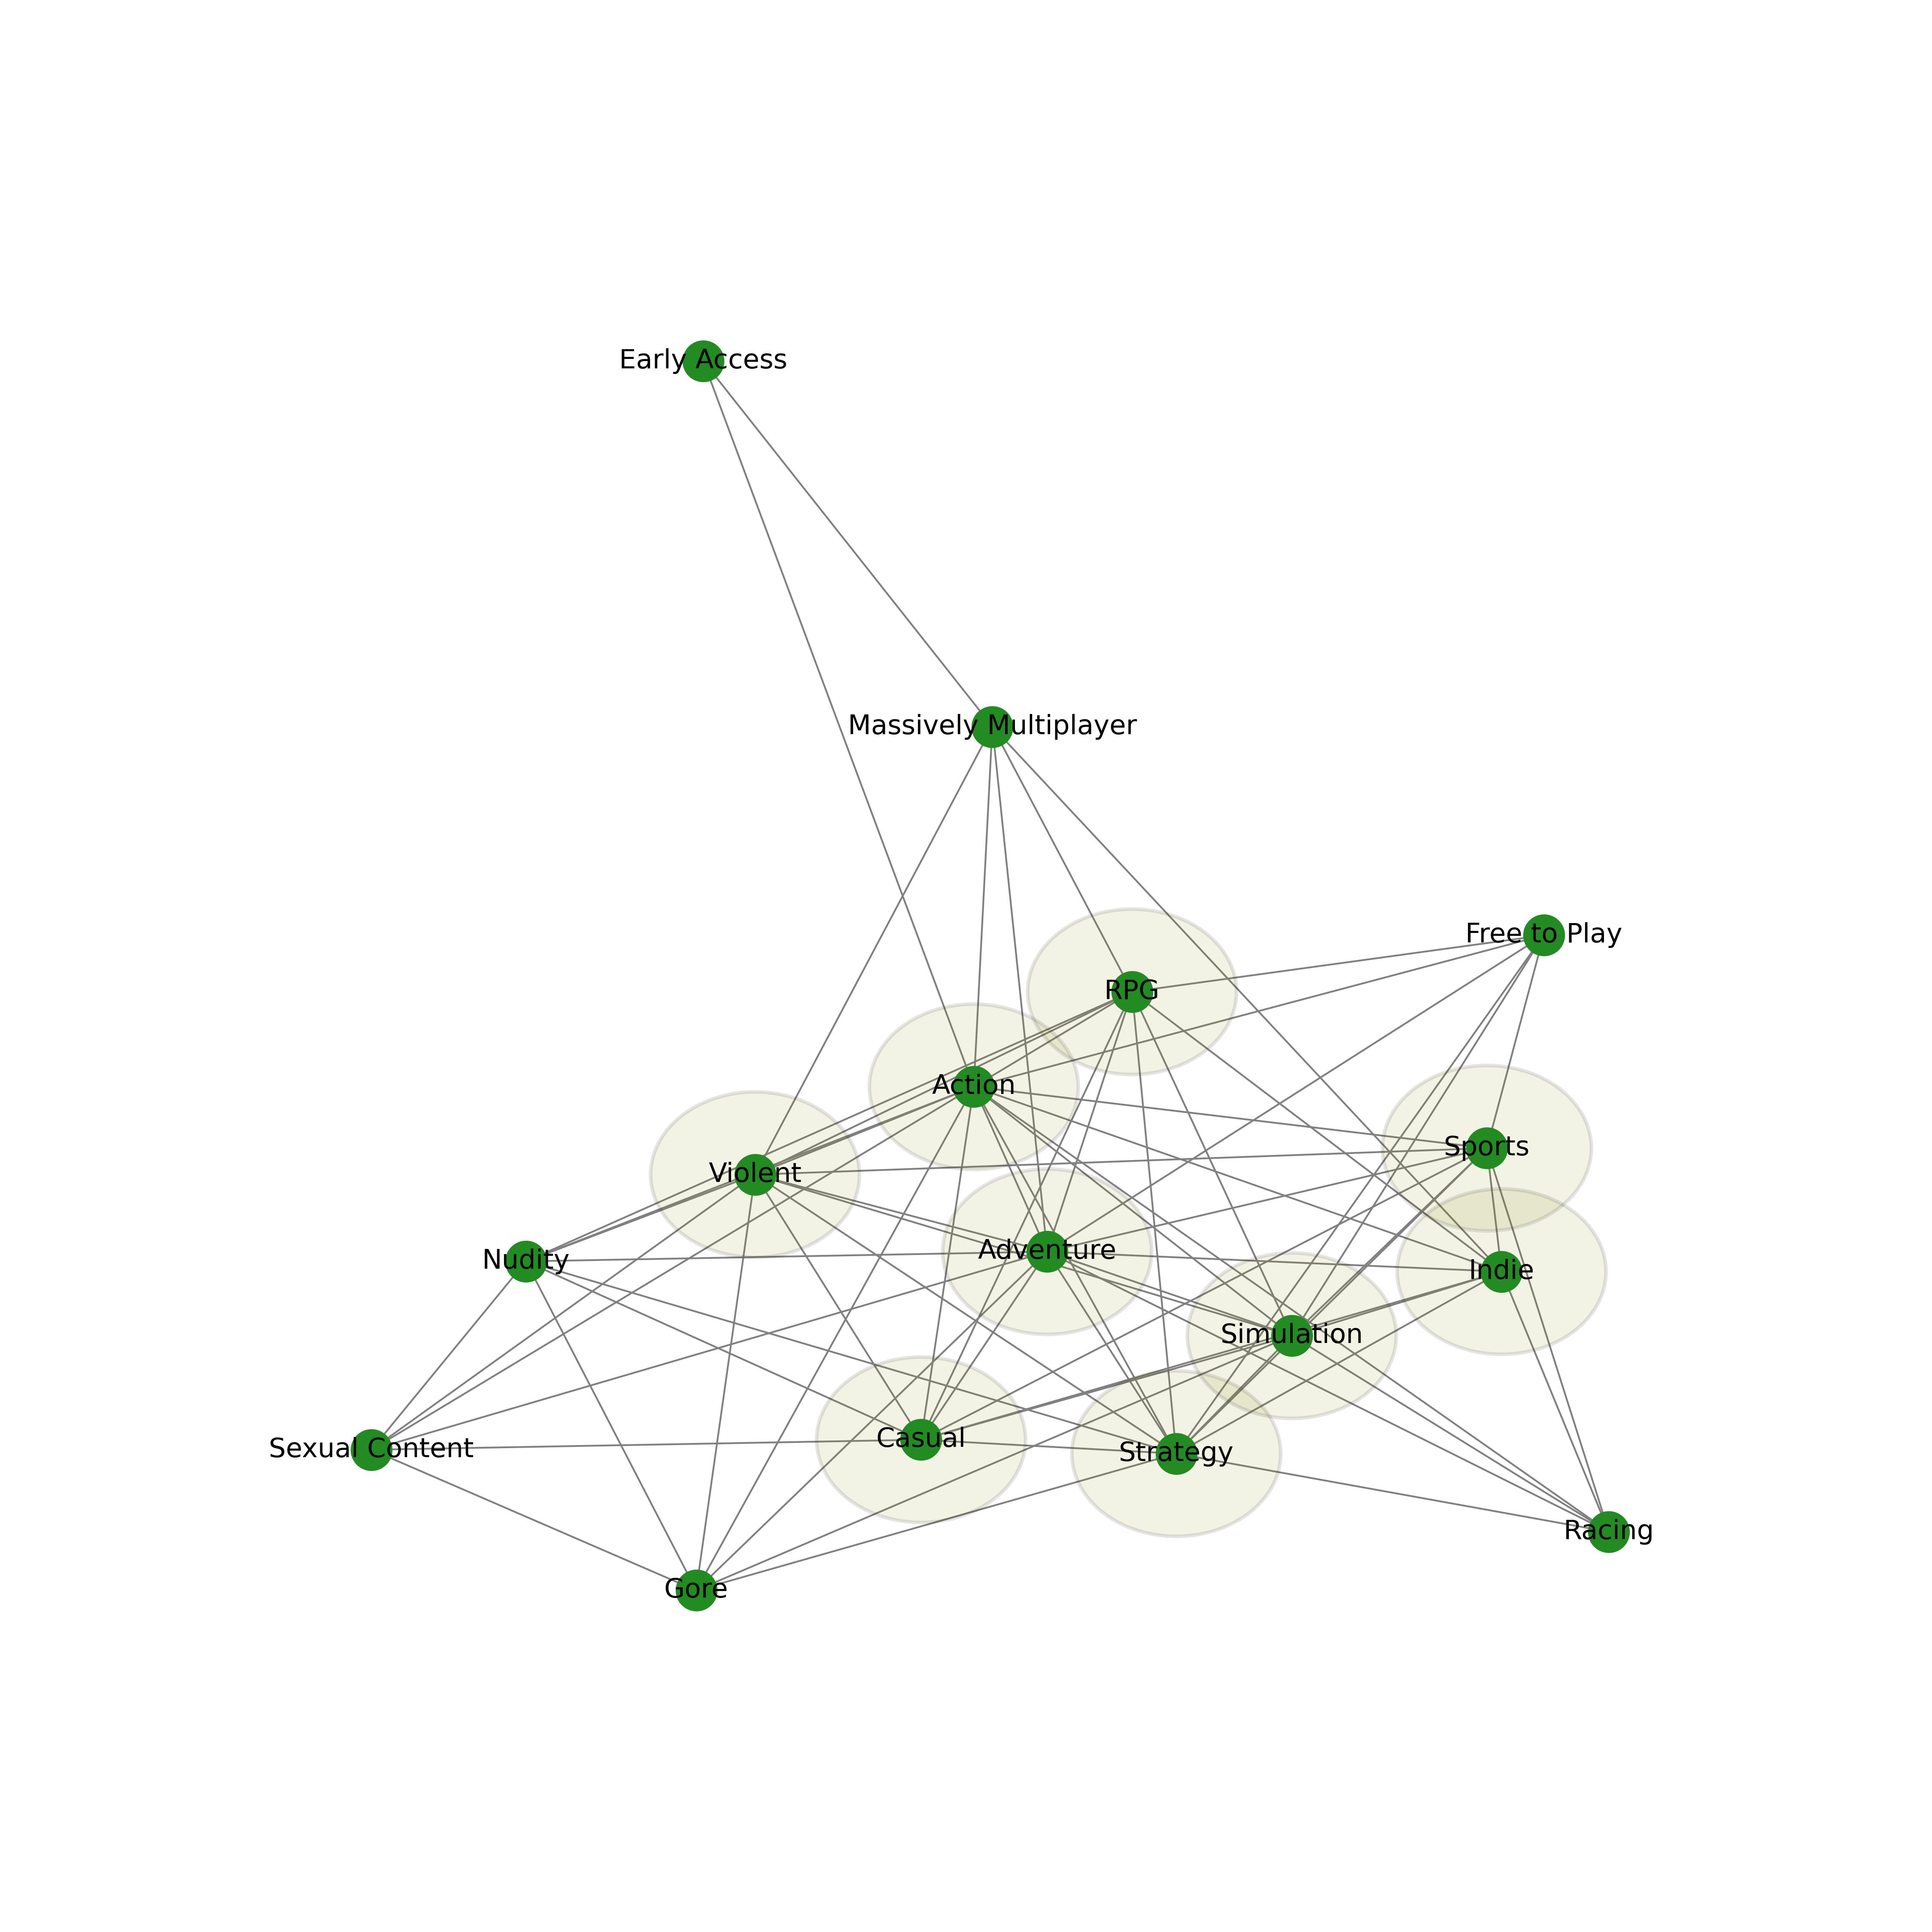 Early Access
Massively Multiplayer
Free to Play
RPG
Action
Sports
Violent
Adventure
Nudity
Indie
Simulation
Casual
Sexual Content
Strategy
Racing
Gore